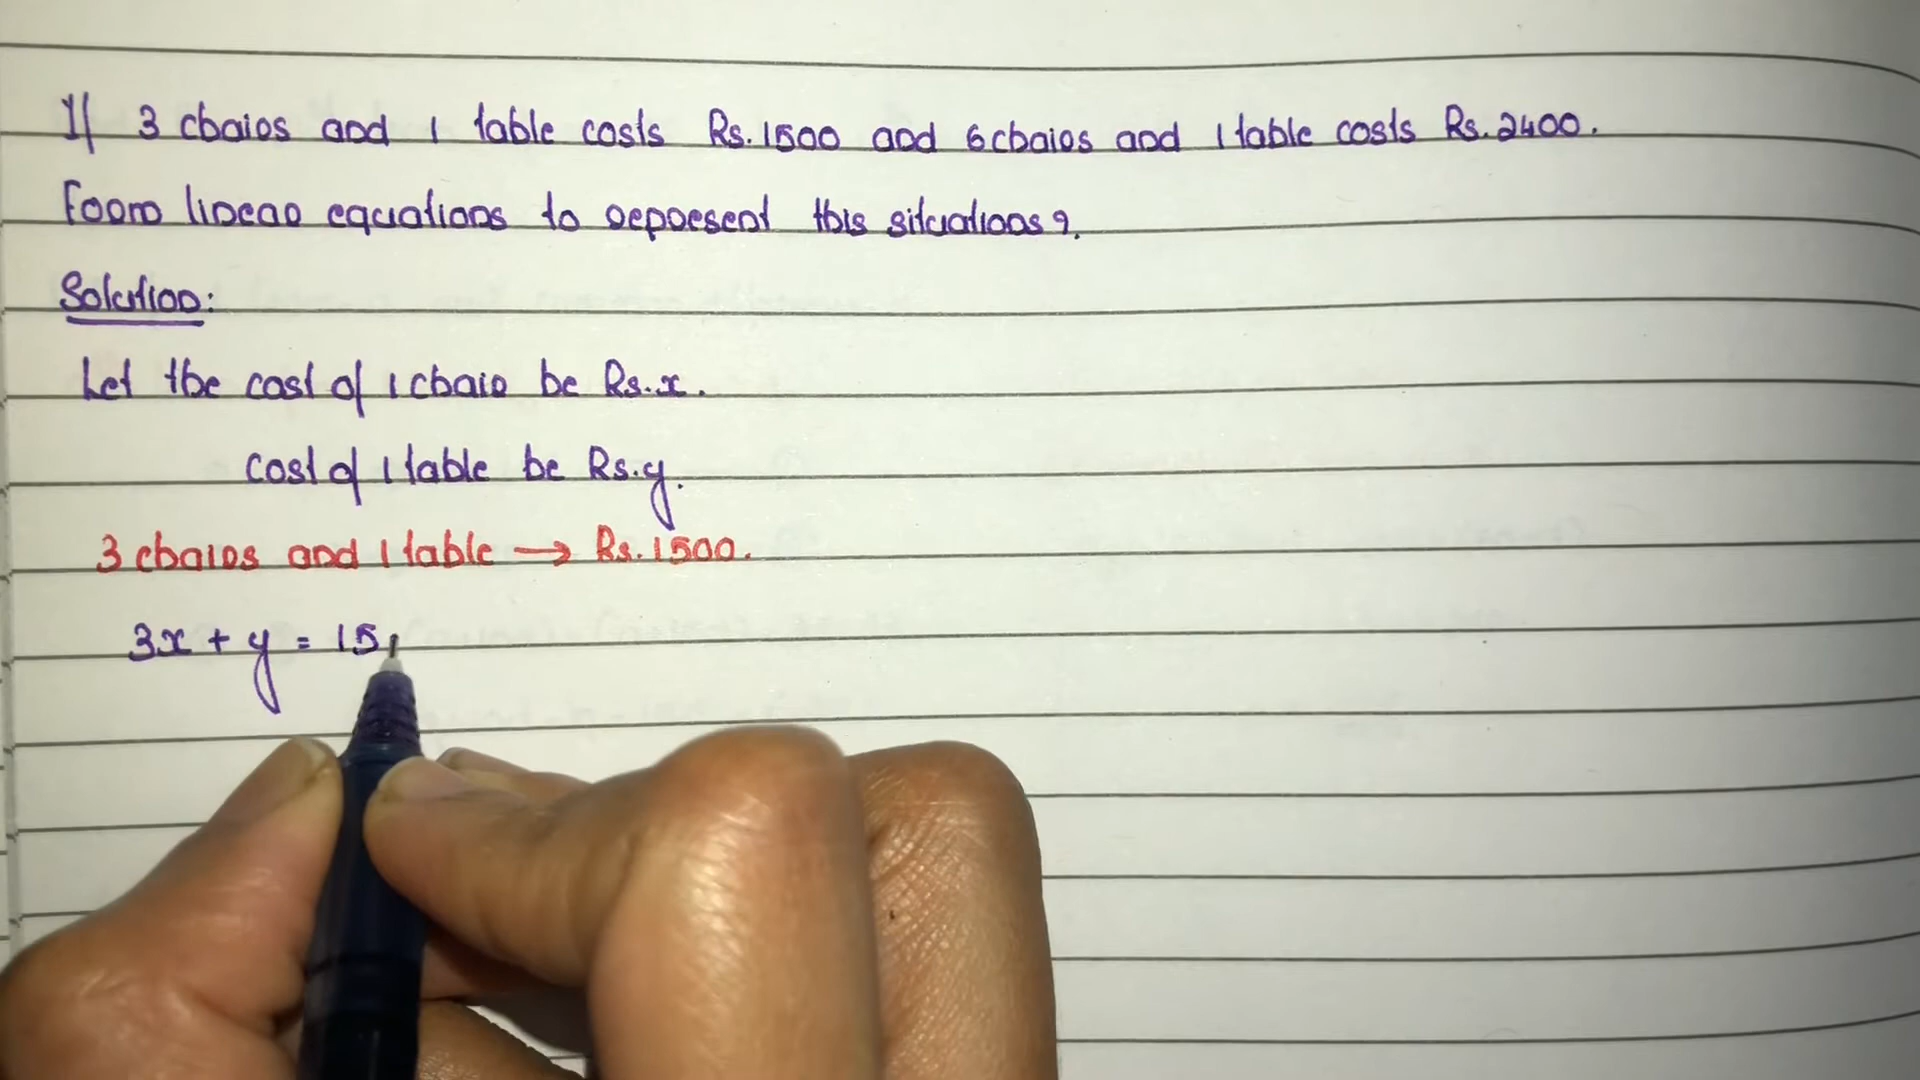 If 3 chairs and 1 table costs Rs. 1500 and 6 chairs and 1 table costs Rs. 2400.
Form linear equations to represent this situations?.
Solution:
Let the cost of 1 chair be Rs. x.
cost of 1 table be Rs. y.
3 chairs and 1 table → Rs. 1500.
3x + y = 15